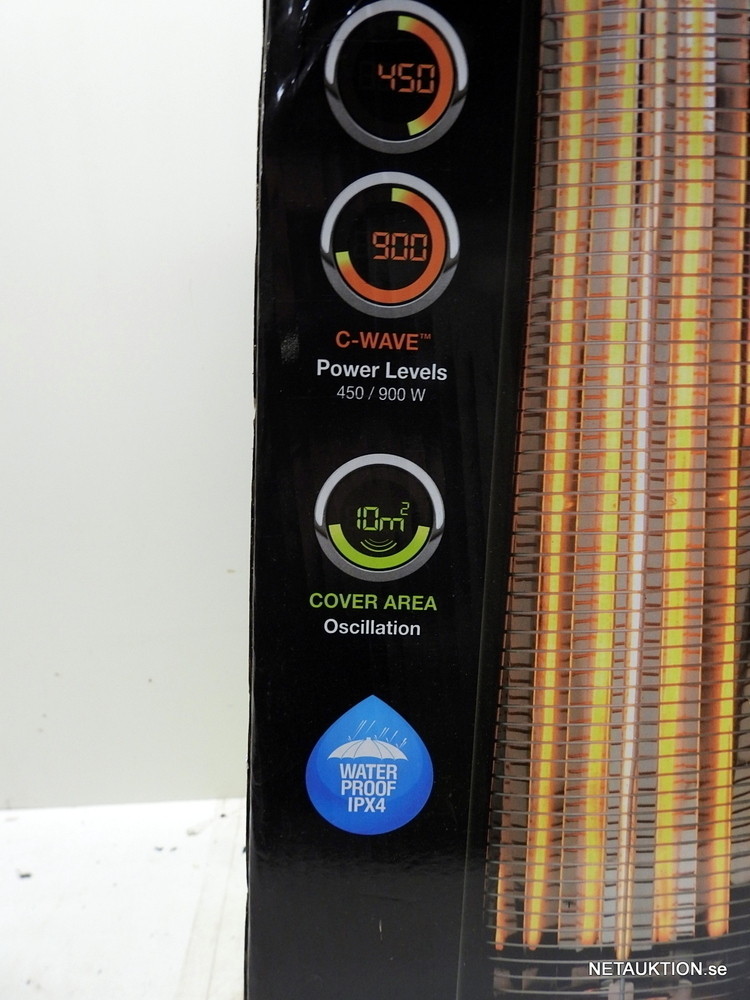 450
900
C-WAVE™
Power Levels
450 / 900 W
10m²
COVER AREA
Oscillation
WATER
PROOF
IPX4
NETAUKTION.se